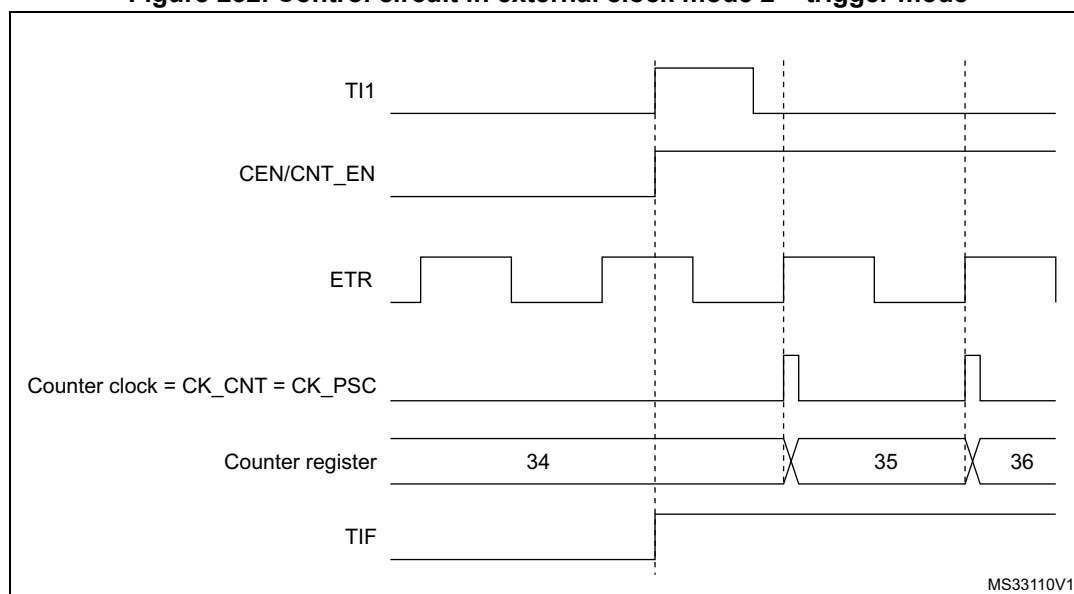 Figure 232. Control circuit in external clock mode 2 + trigger mode
TI1
CEN/CNT_EN
ETR
Counter clock = CK_CNT = CK_PSC
Counter register
34
35
36
TIF
MS33110V1